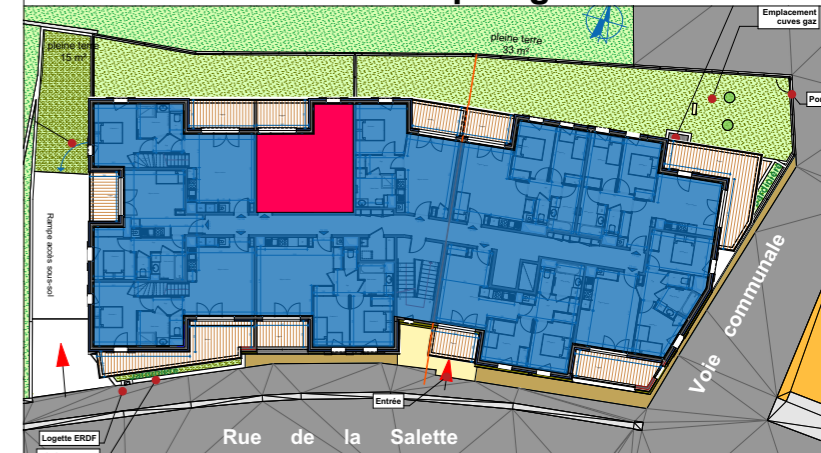 Emplacement
cuves gaz
pleine terre
33 m²
pleine terre
15 m²
Rampe accès sous-sol
Voie communale
Entrée
Logette ERDF
Rue de la Salette